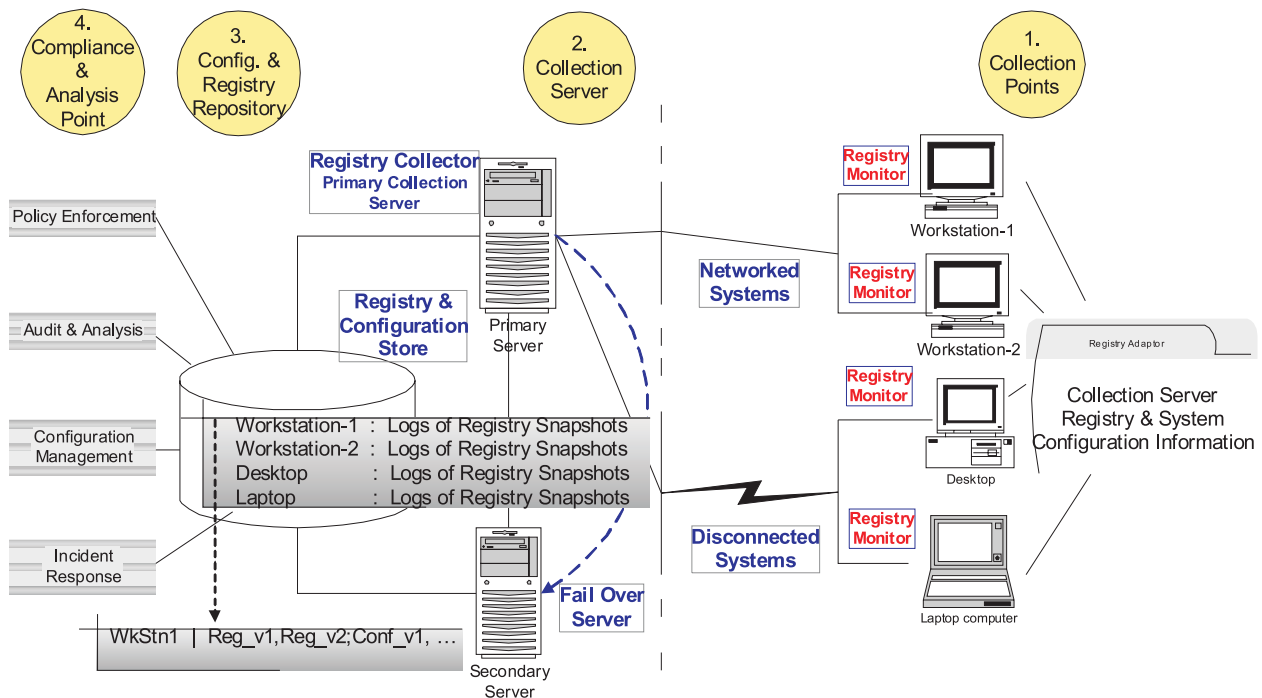 4.
Compliance
&
Analysis
Point
3.
Config. &
Registry
Repository
2.
Collection
Server
1.
Collection
Points
Registry Collector
Primary Collection
Server
Policy Enforcement
Audit & Analysis
Configuration
Management
Incident
Response
Registry &
Configuration
Store
Primary
Server
Workstation-1 : Logs of Registry Snapshots
Workstation-2 : Logs of Registry Snapshots
Desktop : Logs of Registry Snapshots
Laptop : Logs of Registry Snapshots
WkStn1 | Reg_v1,Reg_v2;Conf_v1, …
Fail Over
Server
Secondary
Server
Networked
Systems
Disconnected
Systems
Registry
Monitor
Workstation-1
Registry
Monitor
Workstation-2
Registry
Monitor
Desktop
Registry
Monitor
Laptop computer
Registry Adaptor
Collection Server
Registry & System
Configuration Information